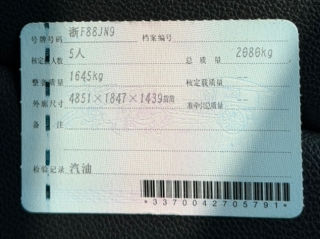 号牌号码 浙F88JN9 档案编号
核定载人数 5人 总质量 2080kg
整备质量 1645kg 核定载质量 --
外廓尺寸 4851×1847×1439mm 准牵引总质量 --
备注
检验记录 汽油
*3370042705791*